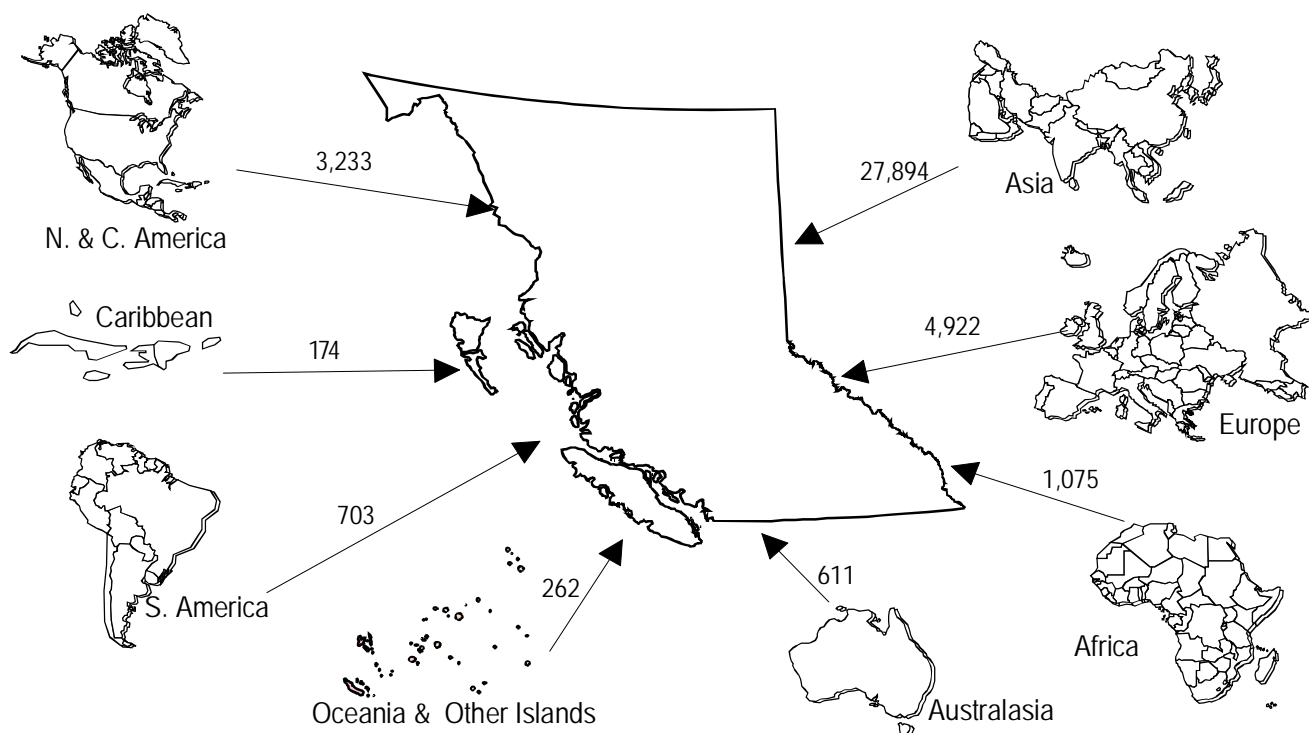 3,233
N. & C. America
27,894
Asia
Caribbean
174
4,922
Europe
703
S. America
262
Oceania & Other Islands
611
Australasia
1,075
Africa